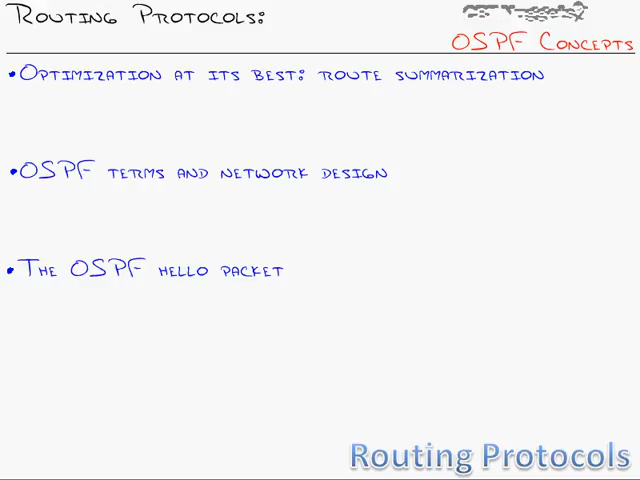 Routing Protocols:
OSPF Concepts
•Optimization at its best: route summarization
•OSPF terms and network design
•The OSPF hello packet
Routing Protocols